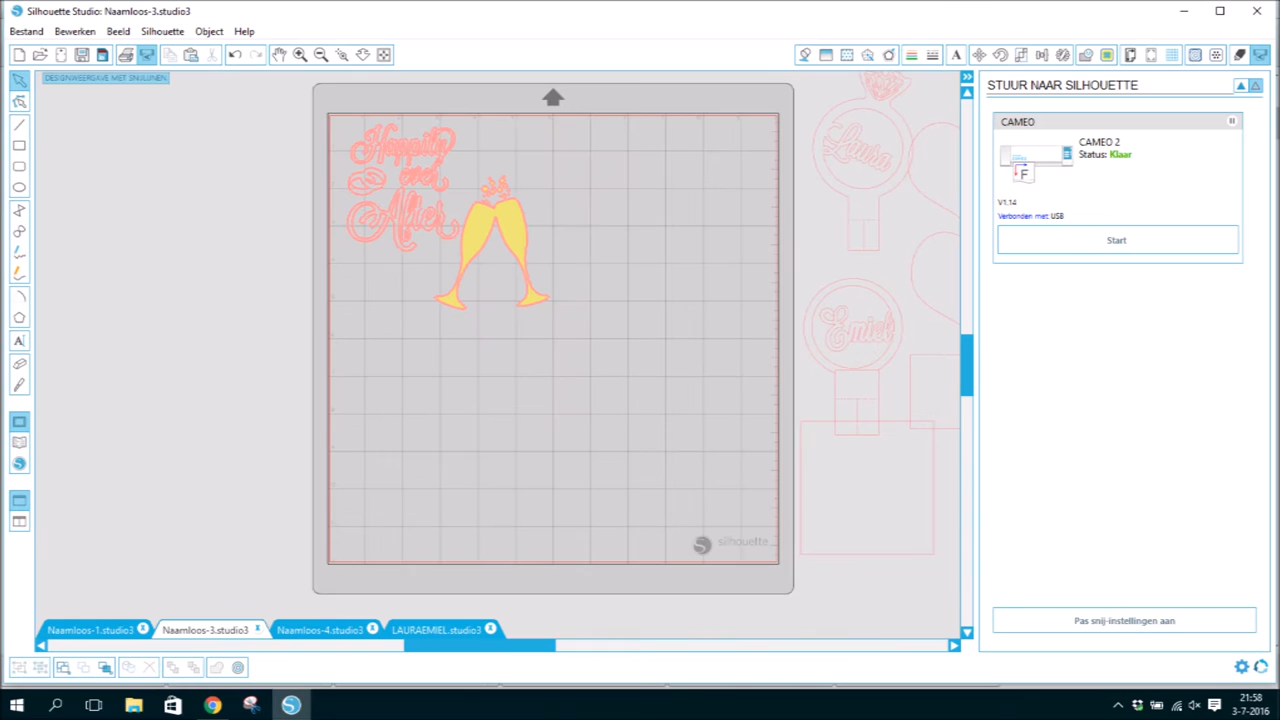 Silhouette Studio: Naamloos-3.studio3
Bestand Bewerken Beeld Silhouette Object Help
DESIGNWEERGAVE MET SNIJLIJNEN
STUUR NAAR SILHOUETTE
CAMEO
CAMEO 2
Status: Klaar
F
V1.14
Verbonden met: USB
Start
Happily
ever
After
Laura
Emiel
silhouette
Pas snij-instellingen aan
Naamloos-1.studio3 Naamloos-3.studio3 Naamloos-4.studio3 LAURAEMIEL.studio3
21:58
3-7-2016